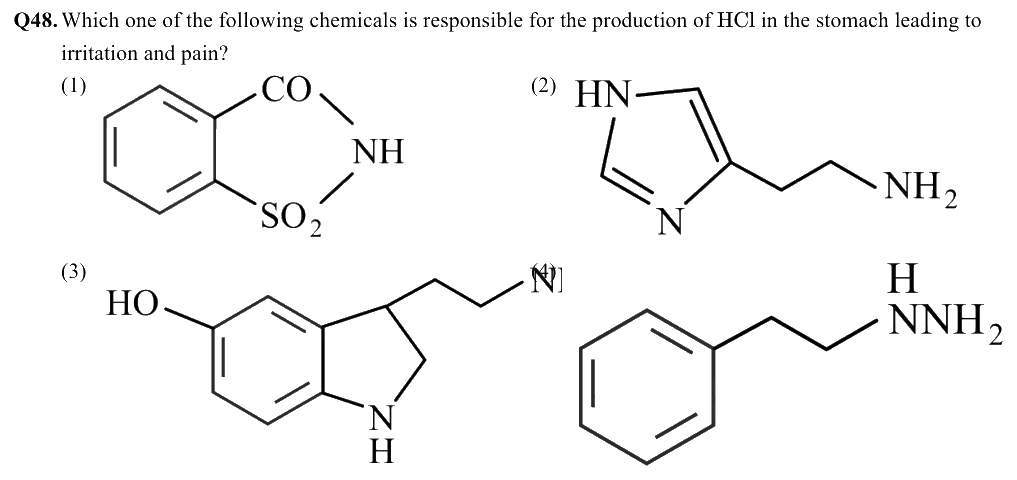 Q48. Which one of the following chemicals is responsible for the production of HCl in the stomach leading to
irritation and pain?
(1)
CO
NH
SO2
(2)
HN
N
NH2
(3)
HO
N
H
(4)
H
NNH2